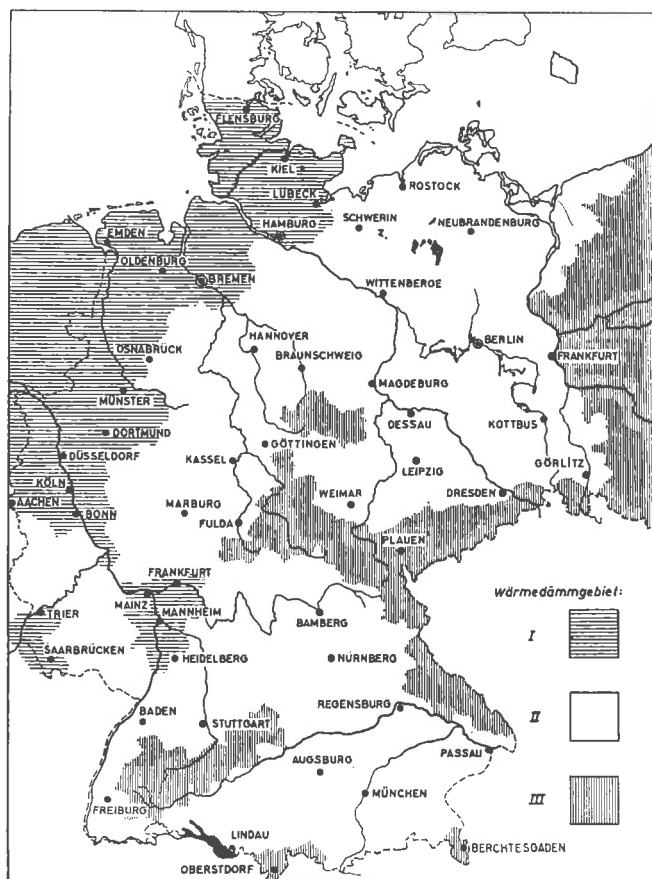 FLENSBURG
KIEL
LÜBECK
ROSTOCK
HAMBURG
SCHWERIN
NEUBRANDENBURG
EMDEN
OLDENBURG
BREMEN
WITTENBERGE
HANNOVER
BERLIN
OSNABRÜCK
BRAUNSCHWEIG
FRANKFURT
MAGDEBURG
MÜNSTER
DESSAU
KOTTBUS
DORTMUND
GÖTTINGEN
DÜSSELDORF
KASSEL
LEIPZIG
GÖRLITZ
KÖLN
DRESDEN
AACHEN
WEIMAR
BONN
MARBURG
FULDA
PLAUEN
FRANKFURT
wärmedämmgebiet:
MAINZ
MANNHEIM
TRIER
BAMBERG
I
SAARBRÜCKEN
HEIDELBERG
NÜRNBERG
REGENSBURG
II
BADEN
STUTTGART
PASSAU
AUGSBURG
MÜNCHEN
III
FREIBURG
LINDAU
BERCHTESGADEN
OBERSTDORF